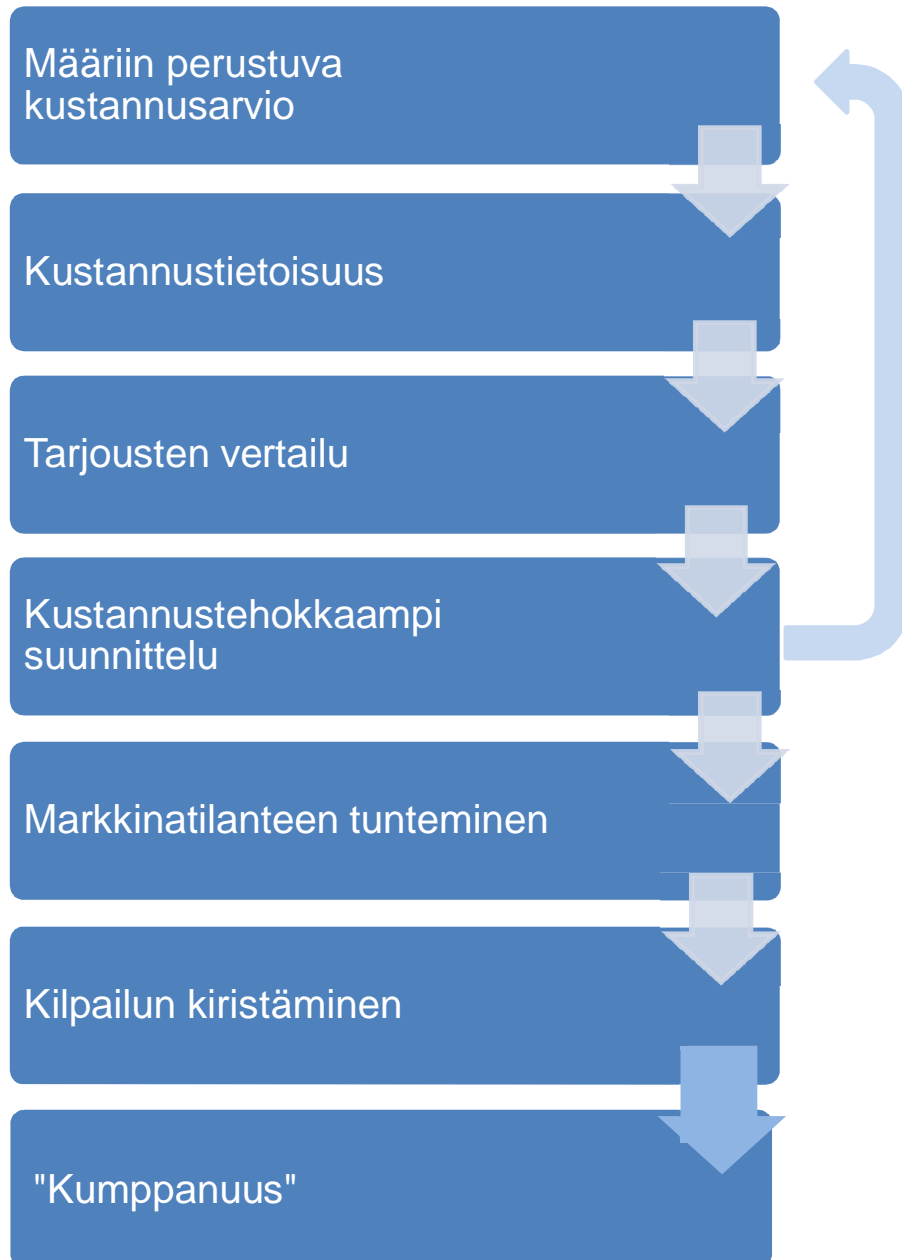 Määriin perustuva
kustannusarvio
Kustannustietoisuus
Tarjousten vertailu
Kustannustehokkaampi
suunnittelu
Markkinatilanteen tunteminen
Kilpailun kiristäminen
"Kumppanuus"